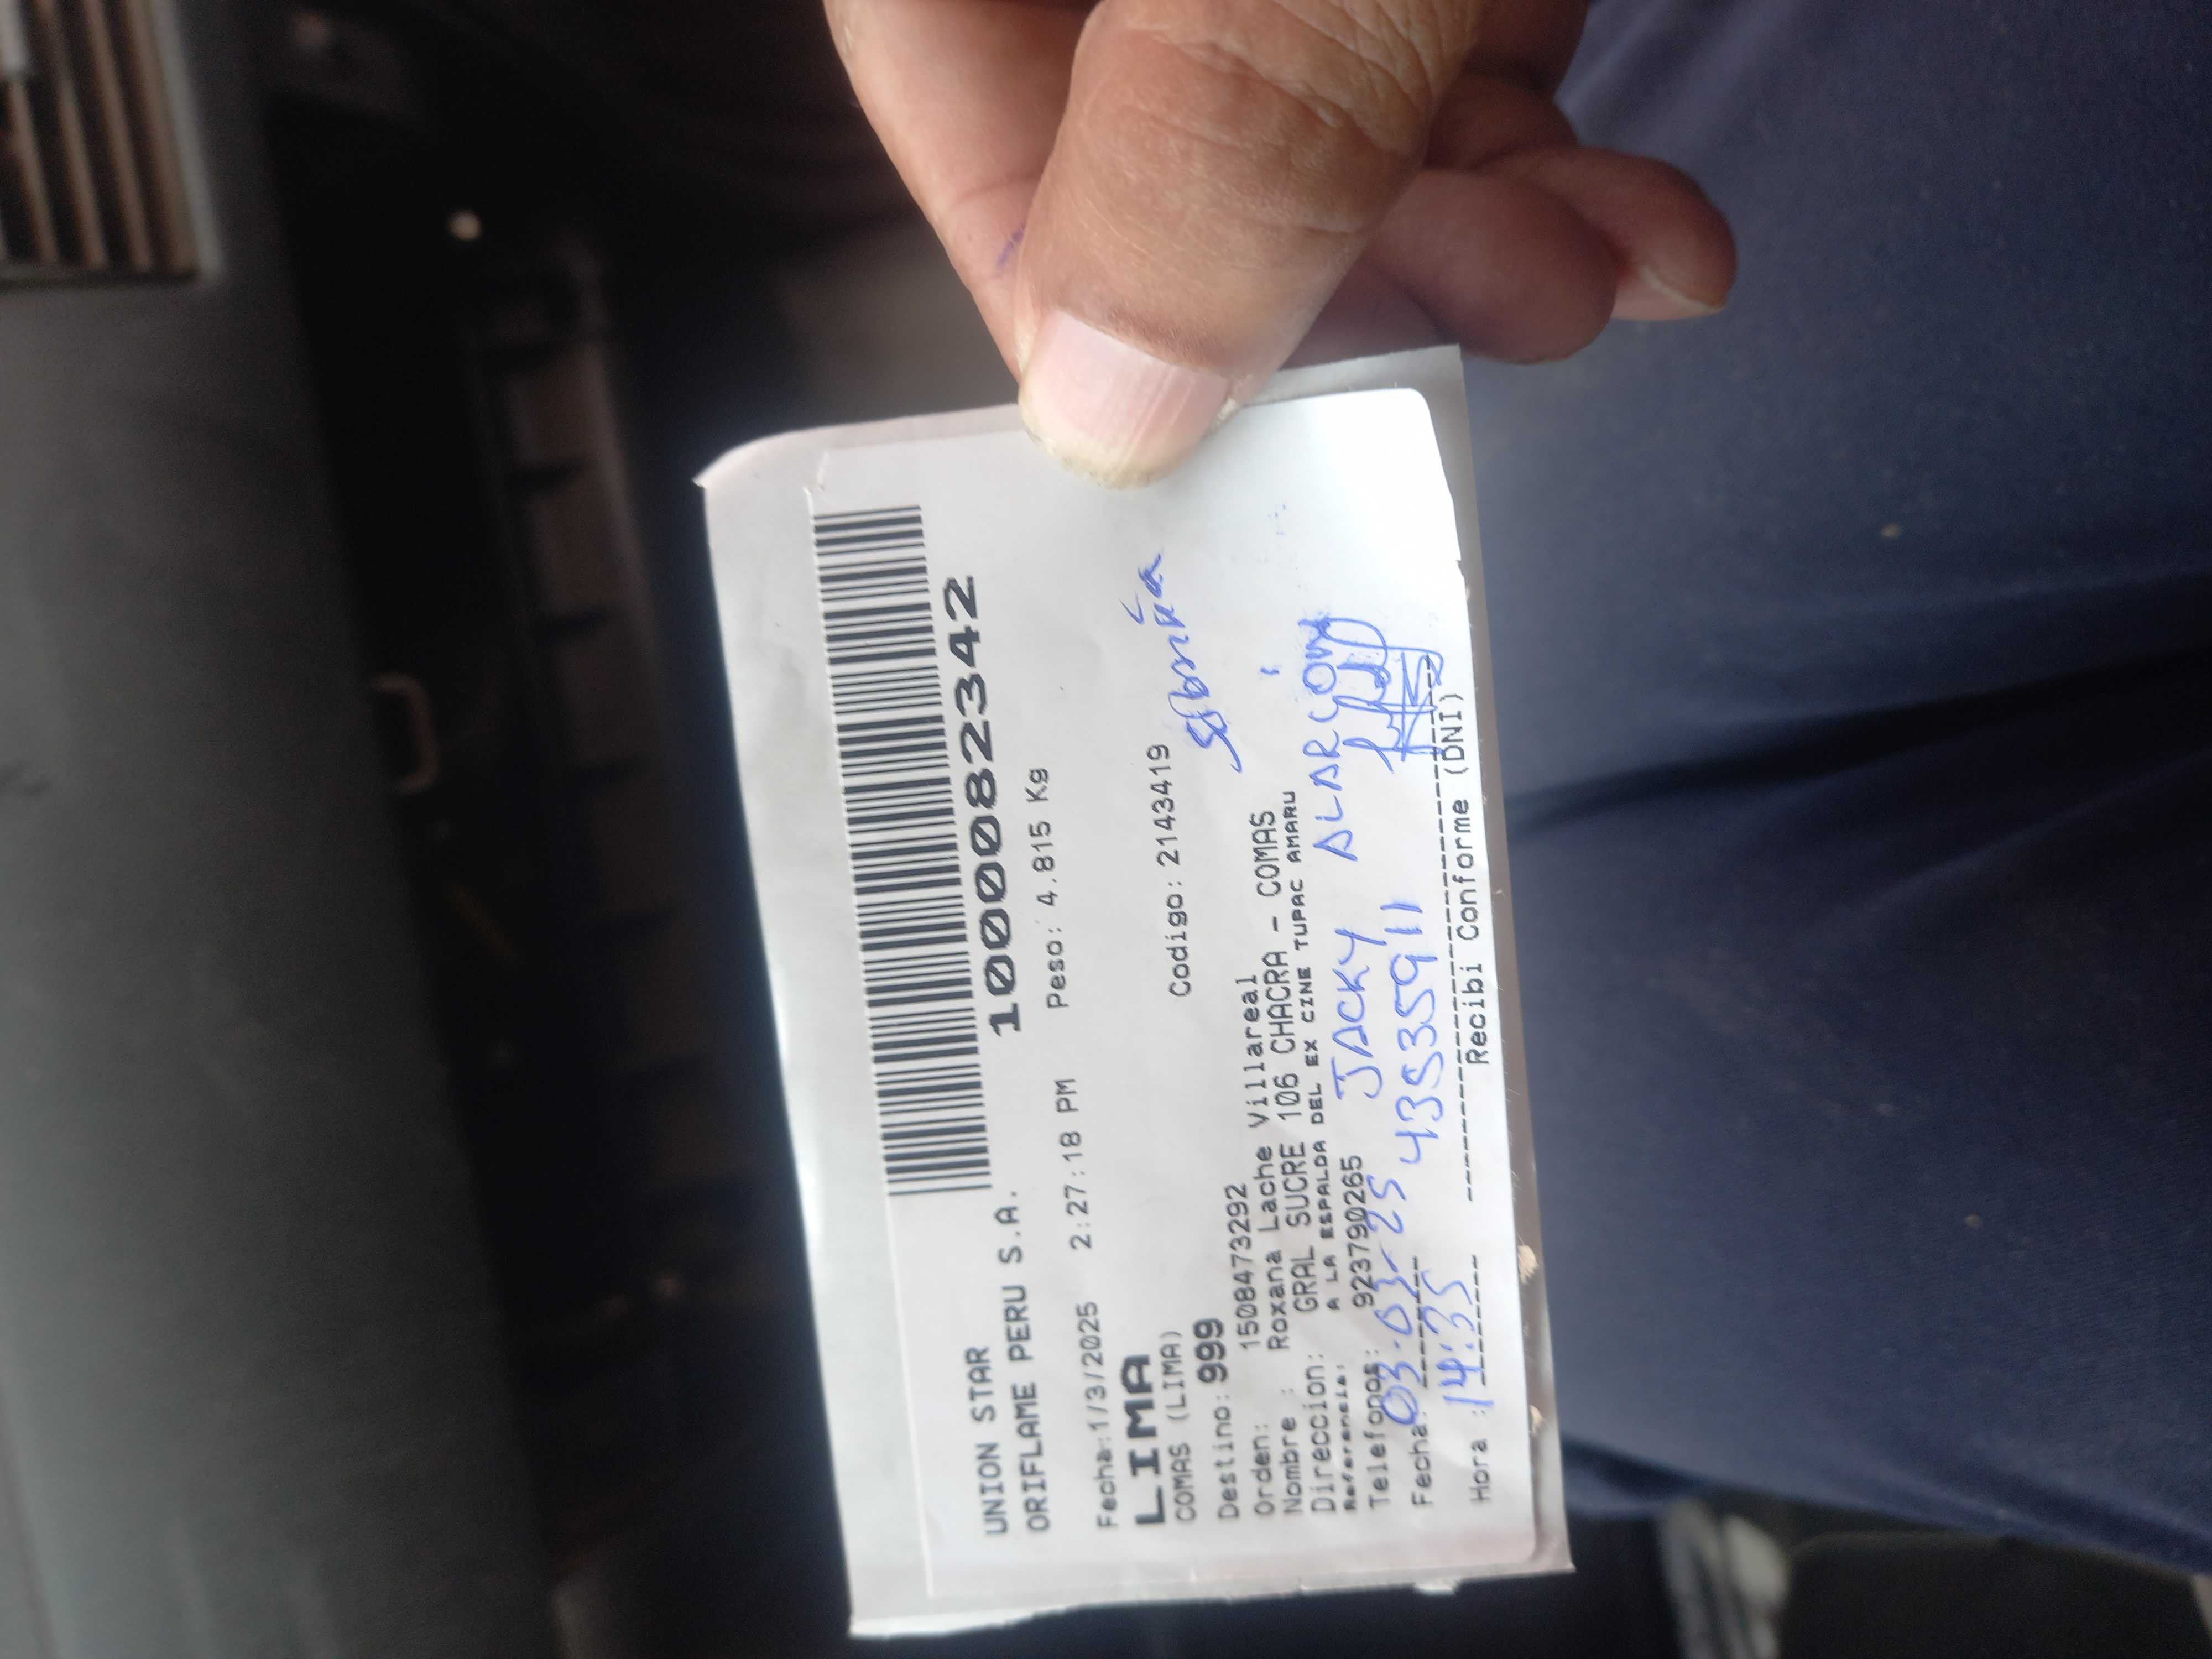 UNION STAR
ORIFLAME PERU S.A.
1000082342
Fecha:1/3/2025 2:27:18 PM Peso: 4.815 Kg
LIMA
COMAS (LIMA)
Codigo: 2143419
Destino: 999
Orden: 1508473292
Nombre : Roxana Lache Villareal
Direccion: GRAL SUCRE 106 CHACRA - COMAS
Referencia: A LA ESPALDA DEL EX CINE TUPAC AMARU
Telefonos: 923790265
JACKY ALARCON
Fecha: 03-03-25 43535911
Hora : 14:35
Recibi Conforme (DNI)